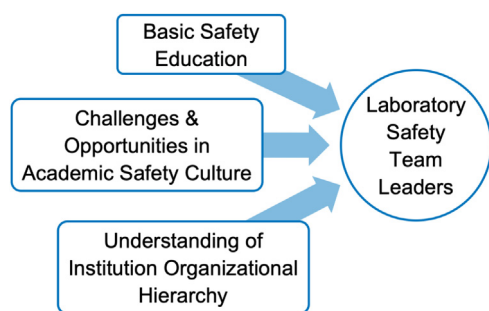 Basic Safety
Education
Challenges &
Opportunities in
Academic Safety Culture
Understanding of
Institution Organizational
Hierarchy
Laboratory
Safety
Team
Leaders